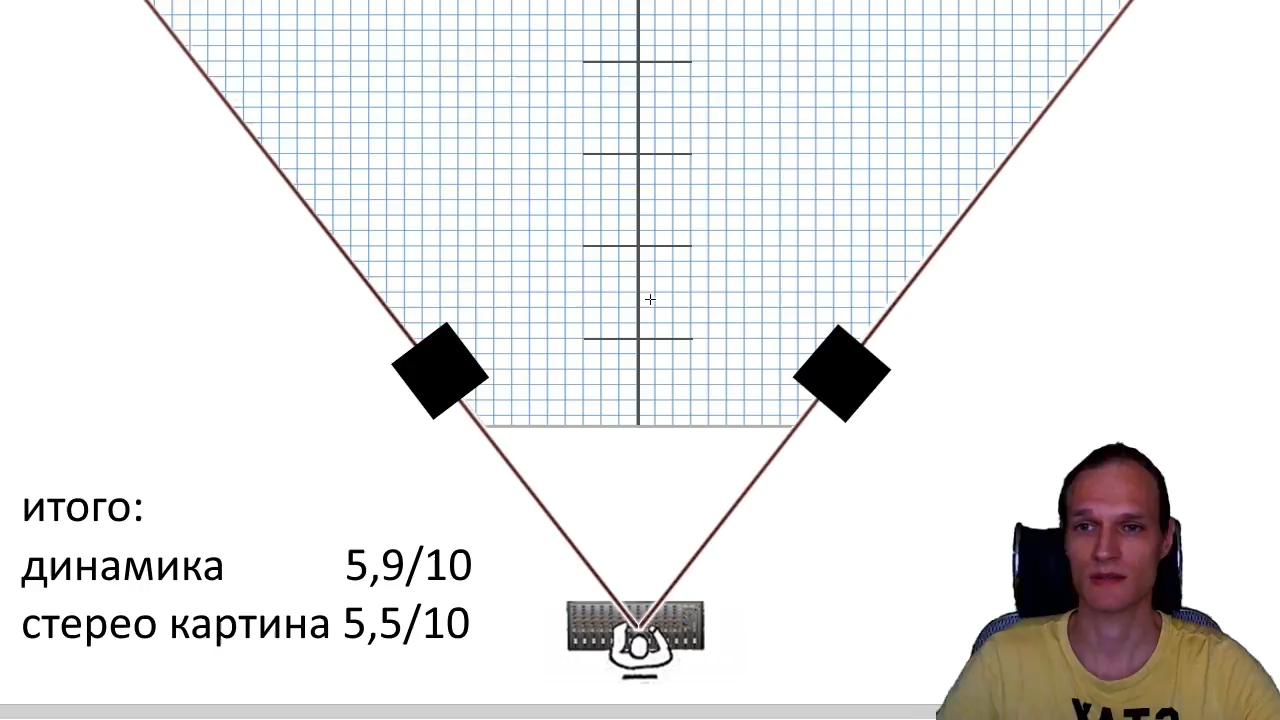 итого:
динамика 5,9/10
стерео картина 5,5/10